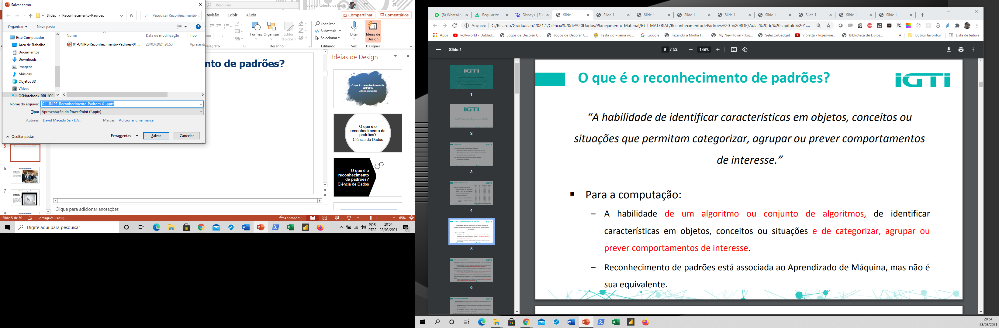 Salvar como
Slides › Reconhecimento-Padroes
Pesquisar Reconhecimento-...
Organizar
Nova pasta
Este Computador
Área de Trabalho
Documentos
Downloads
Imagens
Músicas
Objetos 3D
Vídeos
OSNotebook-RRL (C:)
Nome
Data de modificação
Tipo
01-UNIPE-Reconhecimento-Padroes-01....
28/03/2021 20:53
Apresenta
Nome do arquivo: 01-UNIPE-Reconhecimento-Padroes-01.pptx
Tipo: Apresentação do PowerPoint (*.pptx)
Autores: David Macedo Sa - DA...
Marcas: Adicionar uma marca
Ocultar pastas
Ferramentas
Salvar
Cancelar
Pesquisar
Ricardo Roberto de Lima
Revisão
Exibir
Ajuda
Compartilhar
Comentários
Formas
Organizar
Estilos
Rápidos
Localizar
Substituir
Selecionar
Ditar
Ideias de
Design
Parágrafo
Desenho
Editando
Voz
Designer
nto de padrões?
Ideias de Design
O que é o reconhecimento de
padrões?
Ciência de Dados
O que é o
reconhecimento de
padrões?
Ciência de Dados
O que é o
reconhecimento
de padrões?
Ciência de Dados
5
6
7
8
Clique para adicionar anotações
Slide 5 de 30
Português (Brasil)
Anotações
65%
Digite aqui para pesquisar
POR
PTB2
20:54
28/03/2021
4
(8) WhatsAp
Regularize
Disney+ | Fil
Slide 1
Slide 1
Slide 1
Slide 1
Slide 1
Slide 1
Slide 1
Slide 1
Slide 1
Arquivo
C:/Ricardo/Graduacao/2021.1/Ciência%20de%20Dados/Planejamento-Material/IGTI-MATERIAL/ReconhecimentodePadroes%20-%20RDP/Aulas%20do%20capítulo%201....
Apps
Pollyworld - Dublad...
Jogos de Decorar C...
Jogos de Decorar C...
Festa do Pijama no...
Google
Fazendo a Minha F...
My New Town - Jog...
SelectorGadget
Violetta - Pojedyne...
Biblioteca de Livros...
Outros favoritos
Lista de leitura
Slide 1
5 / 52
146%
1
2
3
4
5
6
O que é o reconhecimento de padrões?
iGTi
“A habilidade de identificar características em objetos, conceitos ou
situações que permitam categorizar, agrupar ou prever comportamentos
de interesse.”
▪ Para a computação:
– A habilidade de um algoritmo ou conjunto de algoritmos, de identificar
características em objetos, conceitos ou situações e de categorizar, agrupar ou
prever comportamentos de interesse.
– Reconhecimento de padrões está associada ao Aprendizado de Máquina, mas não é
sua equivalente.
20:54
28/03/2021